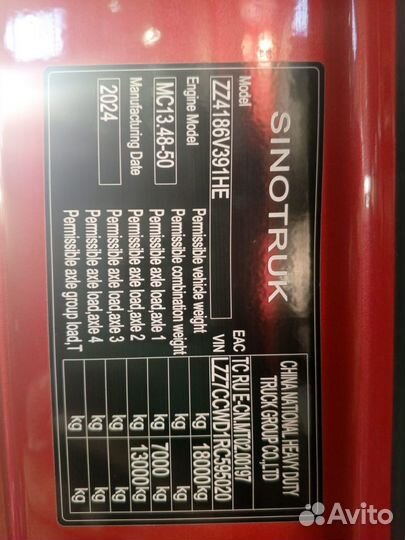 SINOTRUK
CHINA NATIONAL HEAVY DUTY
TRUCK GROUP CO.,LTD
Model
ZZ4186V391HE
EAC
TC RU E-CN.MT02.00197
Engine Model
MC13.48-50
VIN
LZZ7CCWD7RC395020
Manufacturing Date
2024
Permissible vehicle weight 18000 kg
Permissible combination weight kg
Permissible axle load,axle 1 7000 kg
Permissible axle load,axle 2 13000 kg
Permissible axle load,axle 3 kg
Permissible axle load,axle 4 kg
Permissible axle group load,T kg
Avito